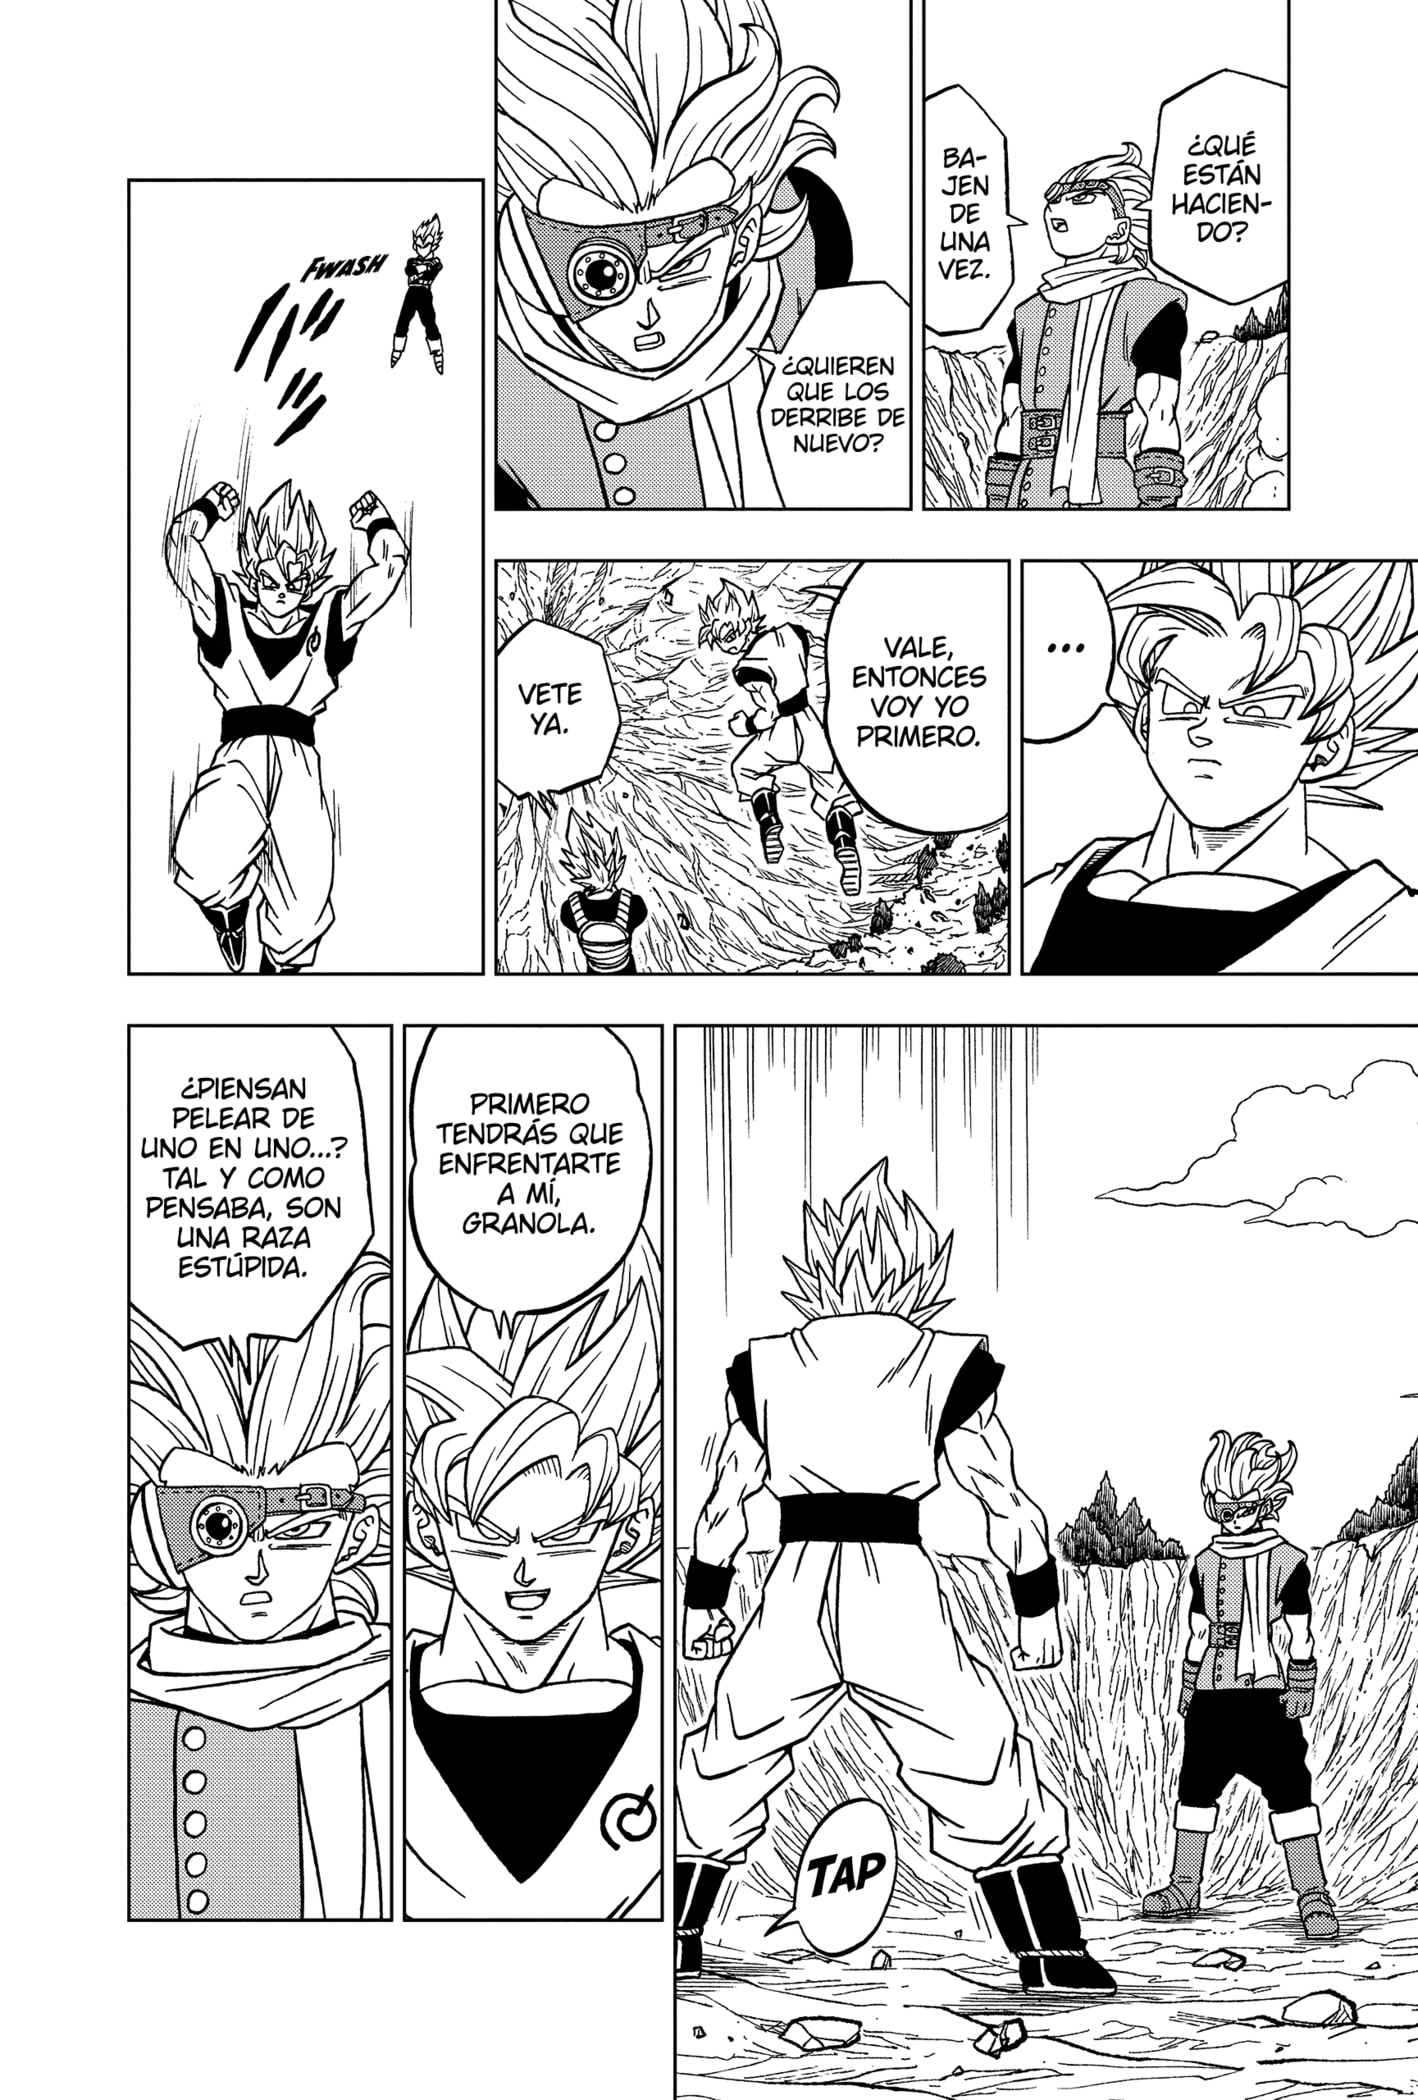 ¿QUÉ
ESTÁN
HACIEN-
DO?
BA-
JEN
DE
UNA
VEZ.
¿QUIEREN
QUE LOS
DERRIBE DE
NUEVO?
FWASH
...
VALE,
ENTONCES
VOY YO
PRIMERO.
VETE
YA.
TAP
PRIMERO
TENDRÁS QUE
ENFRENTARTE
A MÍ,
GRANOLA.
¿PIENSAN
PELEAR DE
UNO EN UNO...?
TAL Y COMO
PENSABA, SON
UNA RAZA
ESTÚPIDA.